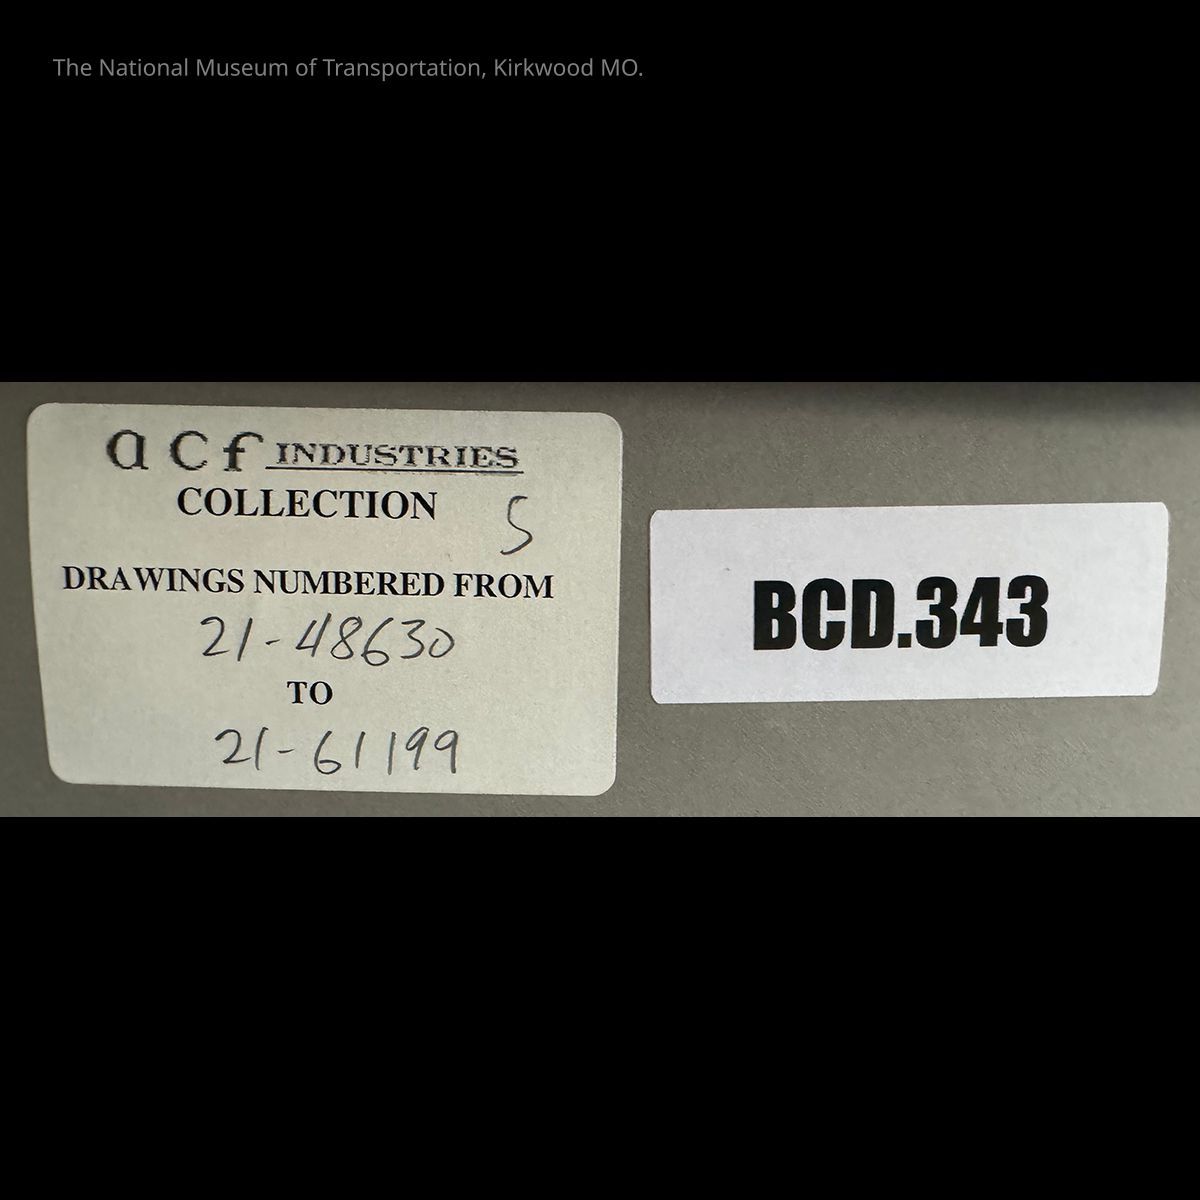 The National Museum of Transportation, Kirkwood MO.
acf INDUSTRIES
COLLECTION
S
DRAWINGS NUMBERED FROM
21-48630
TO
21-61199
BCD.343